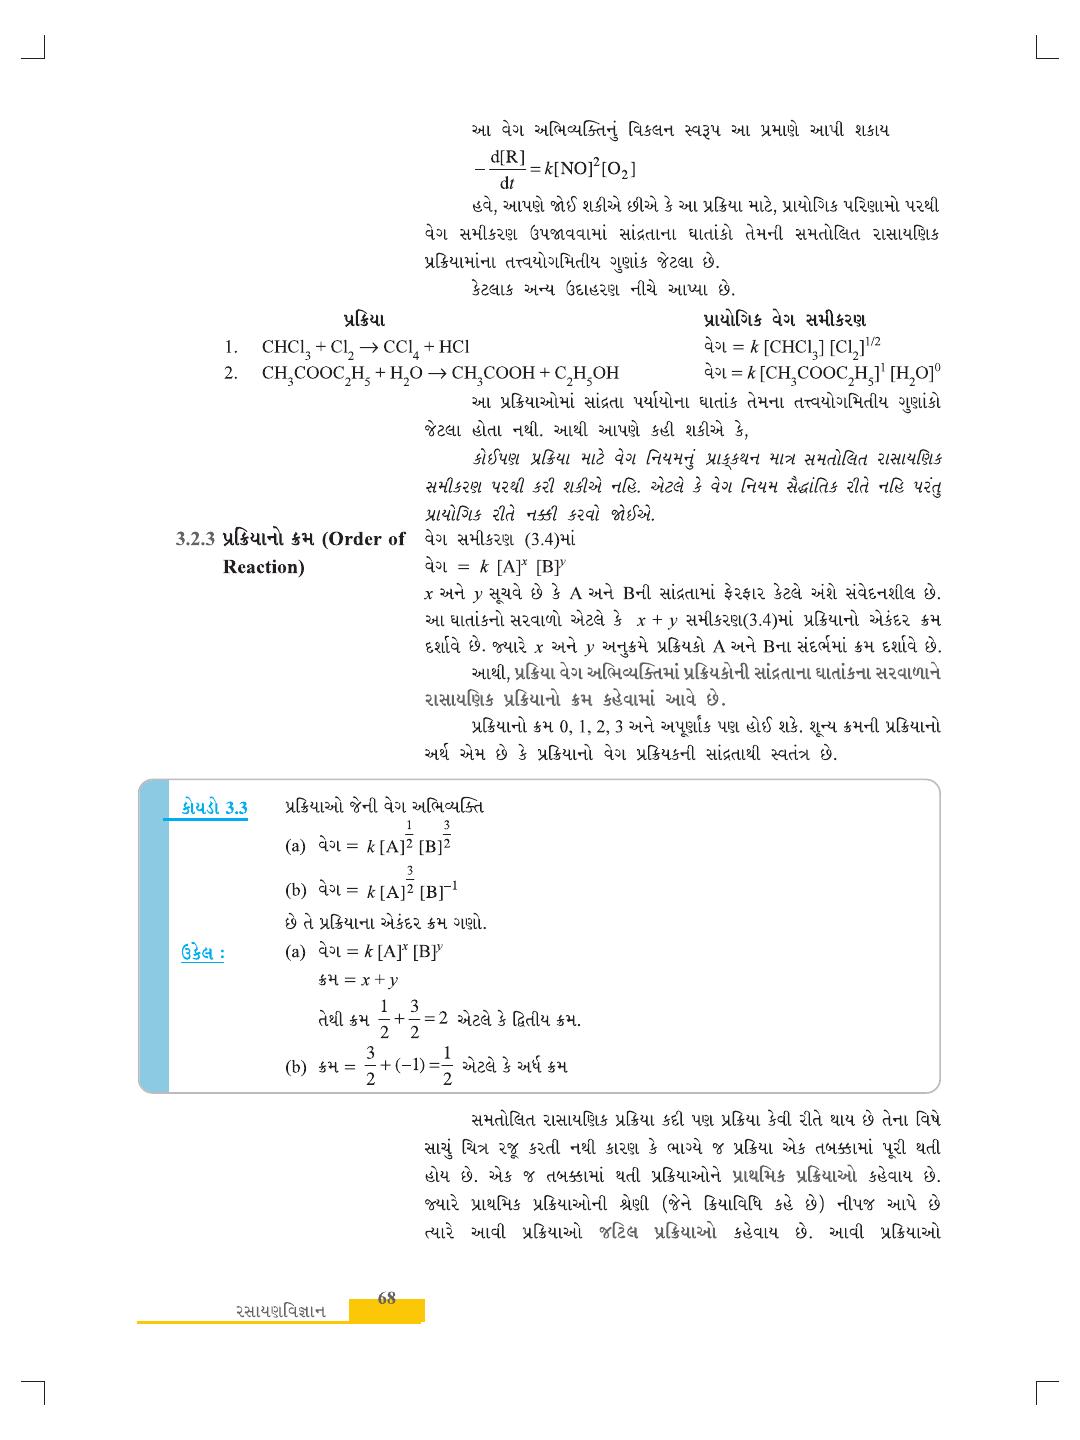 આ વેગ અભિવ્યક્તિનું વિકલન સ્વરૂપ આ પ્રમાણે આપી શકાય
− d[R]/dt = k[NO]²[O₂]
હવે, આપણે જોઈ શકીએ છીએ કે આ પ્રક્રિયા માટે, પ્રાયોગિક પરિણામો પરથી
વેગ સમીકરણ ઉપજાવવામાં સાંદ્રતાના ઘાતાંકો તેમની સમતોલિત રાસાયણિક
પ્રક્રિયામાંના તત્ત્વયોગમિતીય ગુણાંક જેટલા છે.
કેટલાક અન્ય ઉદાહરણ નીચે આપ્યા છે.
પ્રક્રિયા પ્રાયોગિક વેગ સમીકરણ
1. CHCl₃ + Cl₂ → CCl₄ + HCl વેગ = k [CHCl₃] [Cl₂]¹ᐟ²
2. CH₃COOC₂H₅ + H₂O → CH₃COOH + C₂H₅OH વેગ = k [CH₃COOC₂H₅]¹ [H₂O]⁰
આ પ્રક્રિયાઓમાં સાંદ્રતા પર્યાયોના ઘાતાંક તેમના તત્ત્વયોગમિતીય ગુણાંકો
જેટલા હોતા નથી. આથી આપણે કહી શકીએ કે,
કોઈપણ પ્રક્રિયા માટે વેગ નિયમનું પ્રાક્કથન માત્ર સમતોલિત રાસાયણિક
સમીકરણ પરથી કરી શકીએ નહિ. એટલે કે વેગ નિયમ સૈદ્ધાંતિક રીતે નહિ પરંતુ
પ્રાયોગિક રીતે નક્કી કરવો જોઈએ.
3.2.3 પ્રક્રિયાનો ક્રમ (Order of
Reaction)
વેગ સમીકરણ (3.4)માં
વેગ = k [A]ˣ [B]ʸ
x અને y સૂચવે છે કે A અને Bની સાંદ્રતામાં ફેરફાર કેટલે અંશે સંવેદનશીલ છે.
આ ઘાતાંકનો સરવાળો એટલે કે x + y સમીકરણ(3.4)માં પ્રક્રિયાનો એકંદર ક્રમ
દર્શાવે છે. જ્યારે x અને y અનુક્રમે પ્રક્રિયકો A અને Bના સંદર્ભમાં ક્રમ દર્શાવે છે.
આથી, પ્રક્રિયા વેગ અભિવ્યક્તિમાં પ્રક્રિયકોની સાંદ્રતાના ઘાતાંકના સરવાળાને
રાસાયણિક પ્રક્રિયાનો ક્રમ કહેવામાં આવે છે.
પ્રક્રિયાનો ક્રમ 0, 1, 2, 3 અને અપૂર્ણાંક પણ હોઈ શકે. શૂન્ય ક્રમની પ્રક્રિયાનો
અર્થ એમ છે કે પ્રક્રિયાનો વેગ પ્રક્રિયકની સાંદ્રતાથી સ્વતંત્ર છે.
કોયડો 3.3 પ્રક્રિયાઓ જેની વેગ અભિવ્યક્તિ
(a) વેગ = k [A]^(1/2) [B]^(3/2)
(b) વેગ = k [A]^(3/2) [B]⁻¹
છે તે પ્રક્રિયાના એકંદર ક્રમ ગણો.
ઉકેલ : (a) વેગ = k [A]ˣ [B]ʸ
ક્રમ = x + y
તેથી ક્રમ 1/2 + 3/2 = 2 એટલે કે દ્વિતીય ક્રમ.
(b) ક્રમ = 3/2 + (−1) = 1/2 એટલે કે અર્ધ ક્રમ
સમતોલિત રાસાયણિક પ્રક્રિયા કદી પણ પ્રક્રિયા કેવી રીતે થાય છે તેના વિષે
સાચું ચિત્ર રજૂ કરતી નથી કારણ કે ભાગ્યે જ પ્રક્રિયા એક તબક્કામાં પૂરી થતી
હોય છે. એક જ તબક્કામાં થતી પ્રક્રિયાઓને પ્રાથમિક પ્રક્રિયાઓ કહેવાય છે.
જ્યારે પ્રાથમિક પ્રક્રિયાઓની શ્રેણી (જેને ક્રિયાવિધિ કહે છે) નીપજ આપે છે
ત્યારે આવી પ્રક્રિયાઓ જટિલ પ્રક્રિયાઓ કહેવાય છે. આવી પ્રક્રિયાઓ
રસાયણવિજ્ઞાન 68